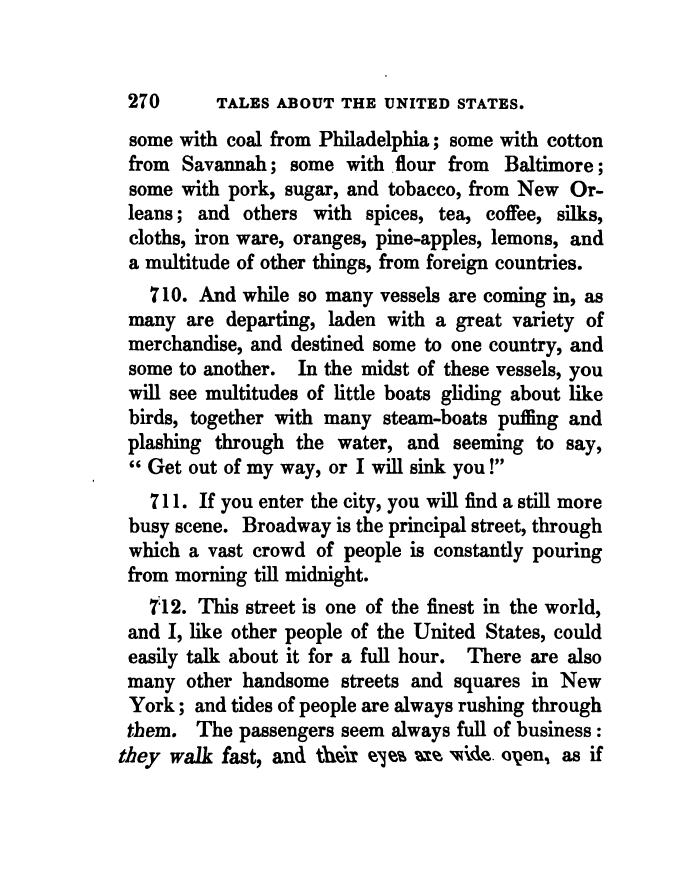 270 TALES ABOUT THE UNITED STATES.
some with coal from Philadelphia; some with cotton
from Savannah; some with flour from Baltimore;
some with pork, sugar, and tobacco, from New Or-
leans; and others with spices, tea, coffee, silks,
cloths, iron ware, oranges, pine-apples, lemons, and
a multitude of other things, from foreign countries.
710. And while so many vessels are coming in, as
many are departing, laden with a great variety of
merchandise, and destined some to one country, and
some to another. In the midst of these vessels, you
will see multitudes of little boats gliding about like
birds, together with many steam-boats puffing and
plashing through the water, and seeming to say,
“ Get out of my way, or I will sink you!”
711. If you enter the city, you will find a still more
busy scene. Broadway is the principal street, through
which a vast crowd of people is constantly pouring
from morning till midnight.
712. This street is one of the finest in the world,
and I, like other people of the United States, could
easily talk about it for a full hour. There are also
many other handsome streets and squares in New
York; and tides of people are always rushing through
them. The passengers seem always full of business:
they walk fast, and their eyes are wide open, as if